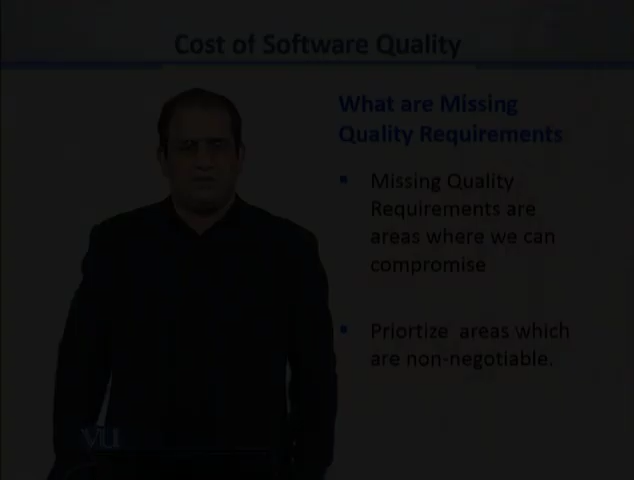 Cost of Software Quality
What are Missing
Quality Requirements
Missing Quality
Requirements are
areas where we can
compromise
Priortize areas which
are non-negotiable.
VU